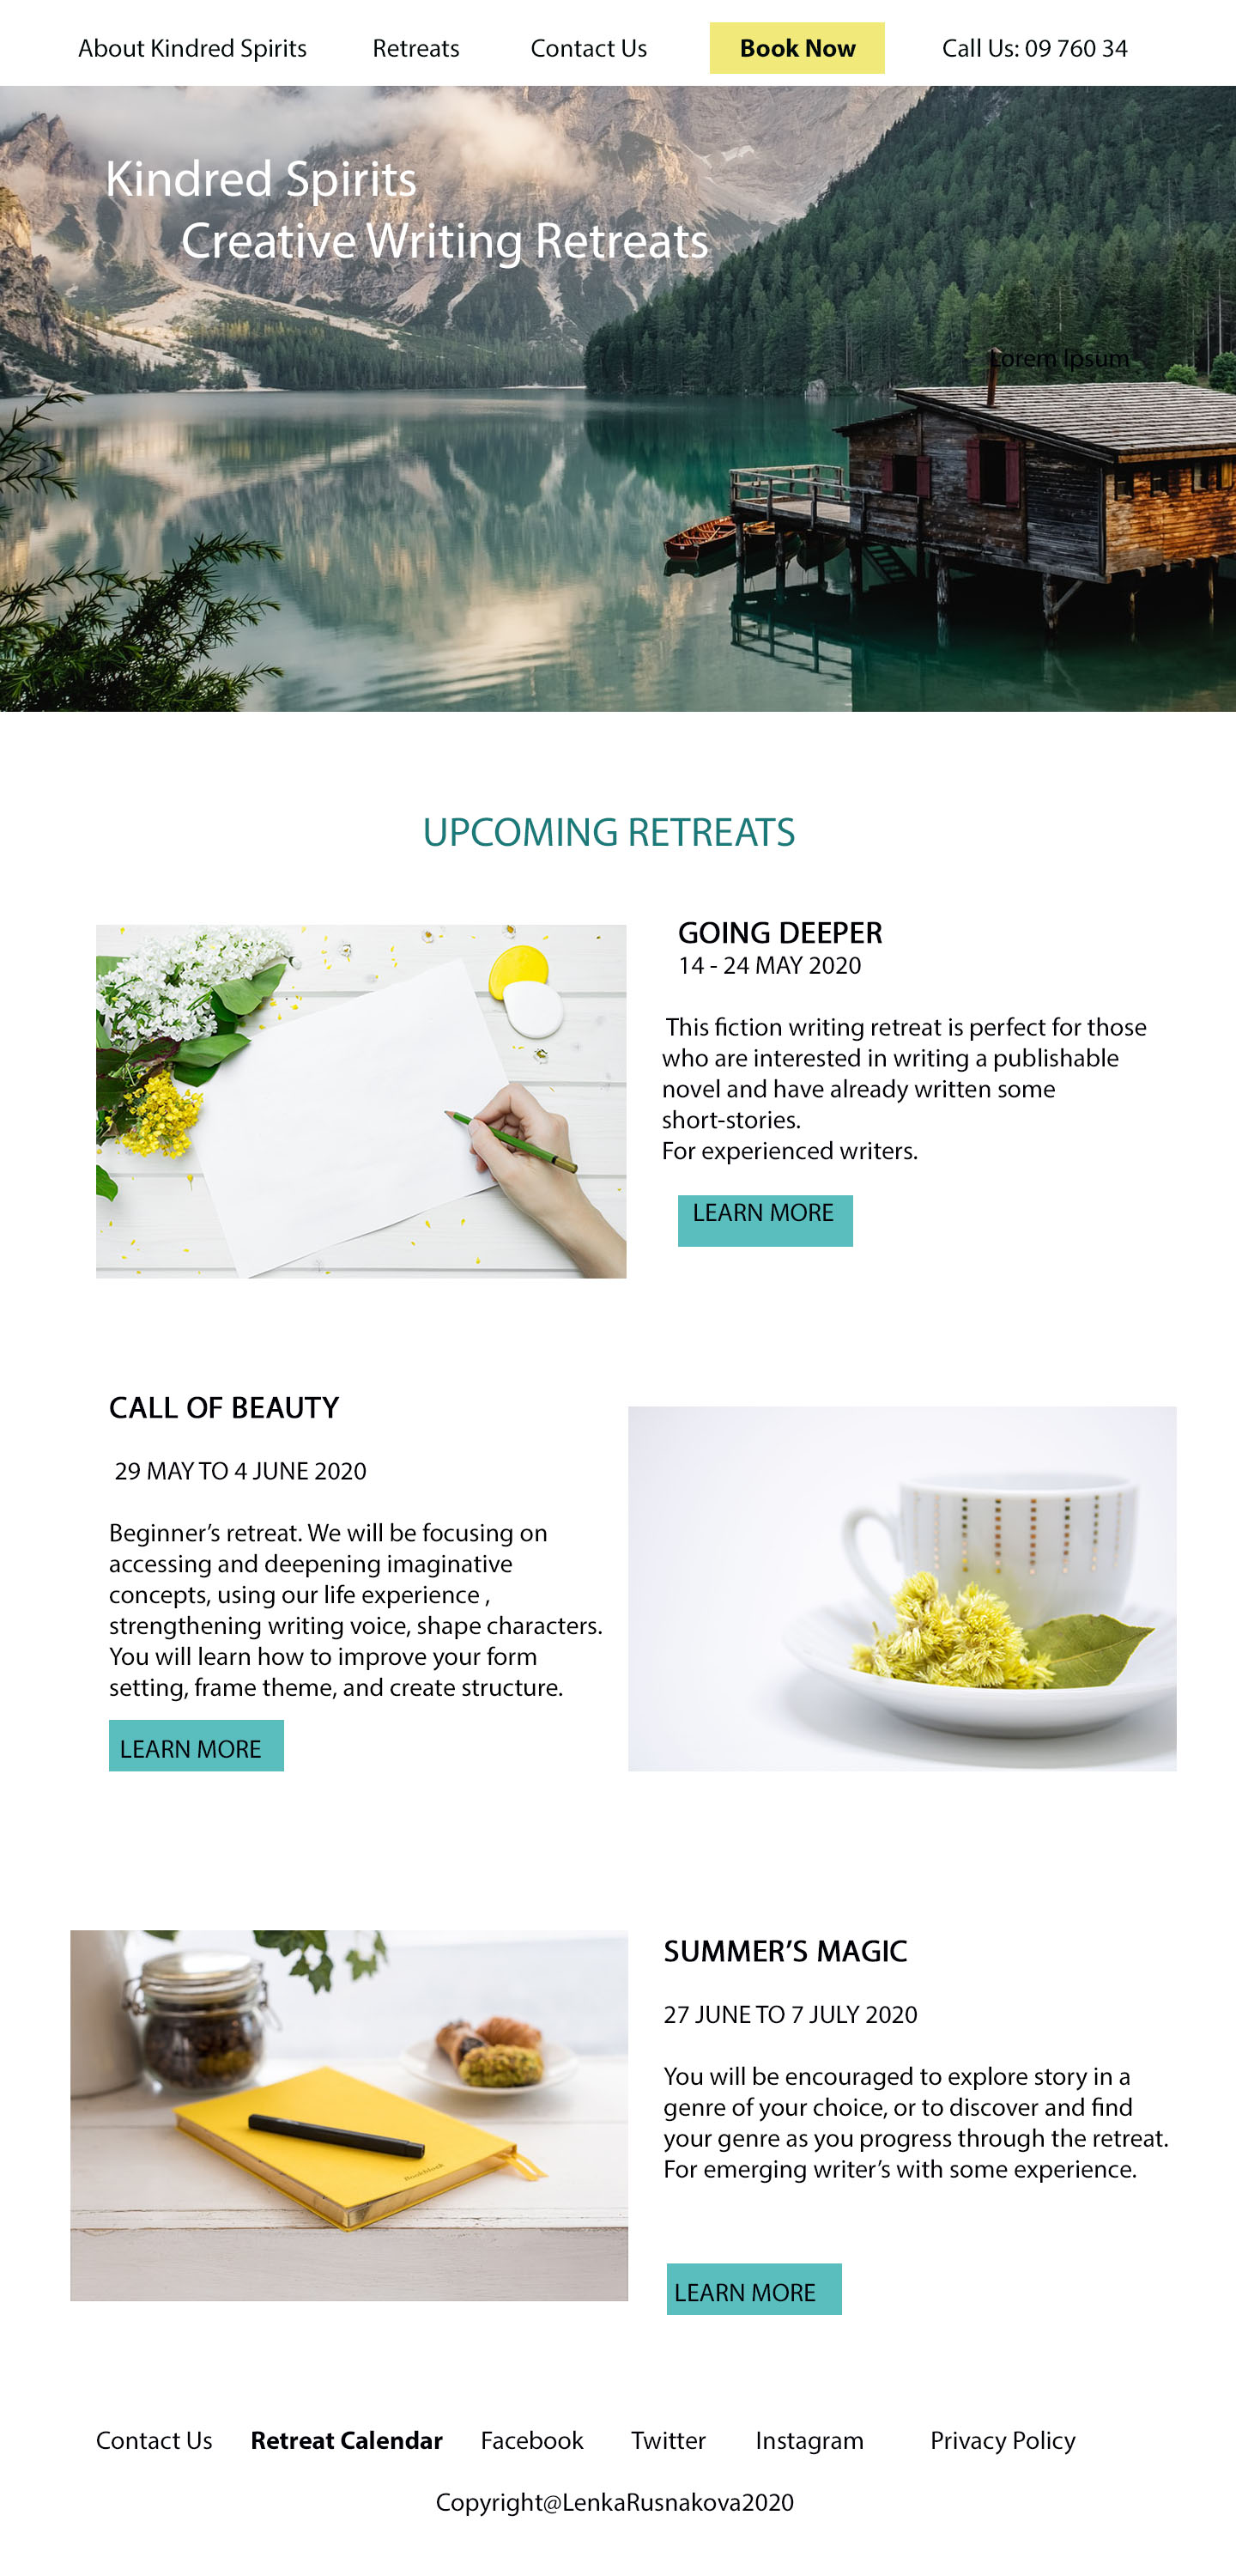 About Kindred Spirits Retreats Contact Us Book Now Call Us: 09 760 34
Kindred Spirits
Creative Writing Retreats
Lorem Ipsum
UPCOMING RETREATS
GOING DEEPER
14 - 24 MAY 2020
This fiction writing retreat is perfect for those
who are interested in writing a publishable
novel and have already written some
short-stories.
For experienced writers.
LEARN MORE
CALL OF BEAUTY
29 MAY TO 4 JUNE 2020
Beginner’s retreat. We will be focusing on
accessing and deepening imaginative
concepts, using our life experience ,
strengthening writing voice, shape characters.
You will learn how to improve your form
setting, frame theme, and create structure.
LEARN MORE
SUMMER’S MAGIC
27 JUNE TO 7 JULY 2020
You will be encouraged to explore story in a
genre of your choice, or to discover and find
your genre as you progress through the retreat.
For emerging writer’s with some experience.
BookMook
LEARN MORE
Contact Us Retreat Calendar Facebook Twitter Instagram Privacy Policy
Copyright@LenkaRusnakova2020